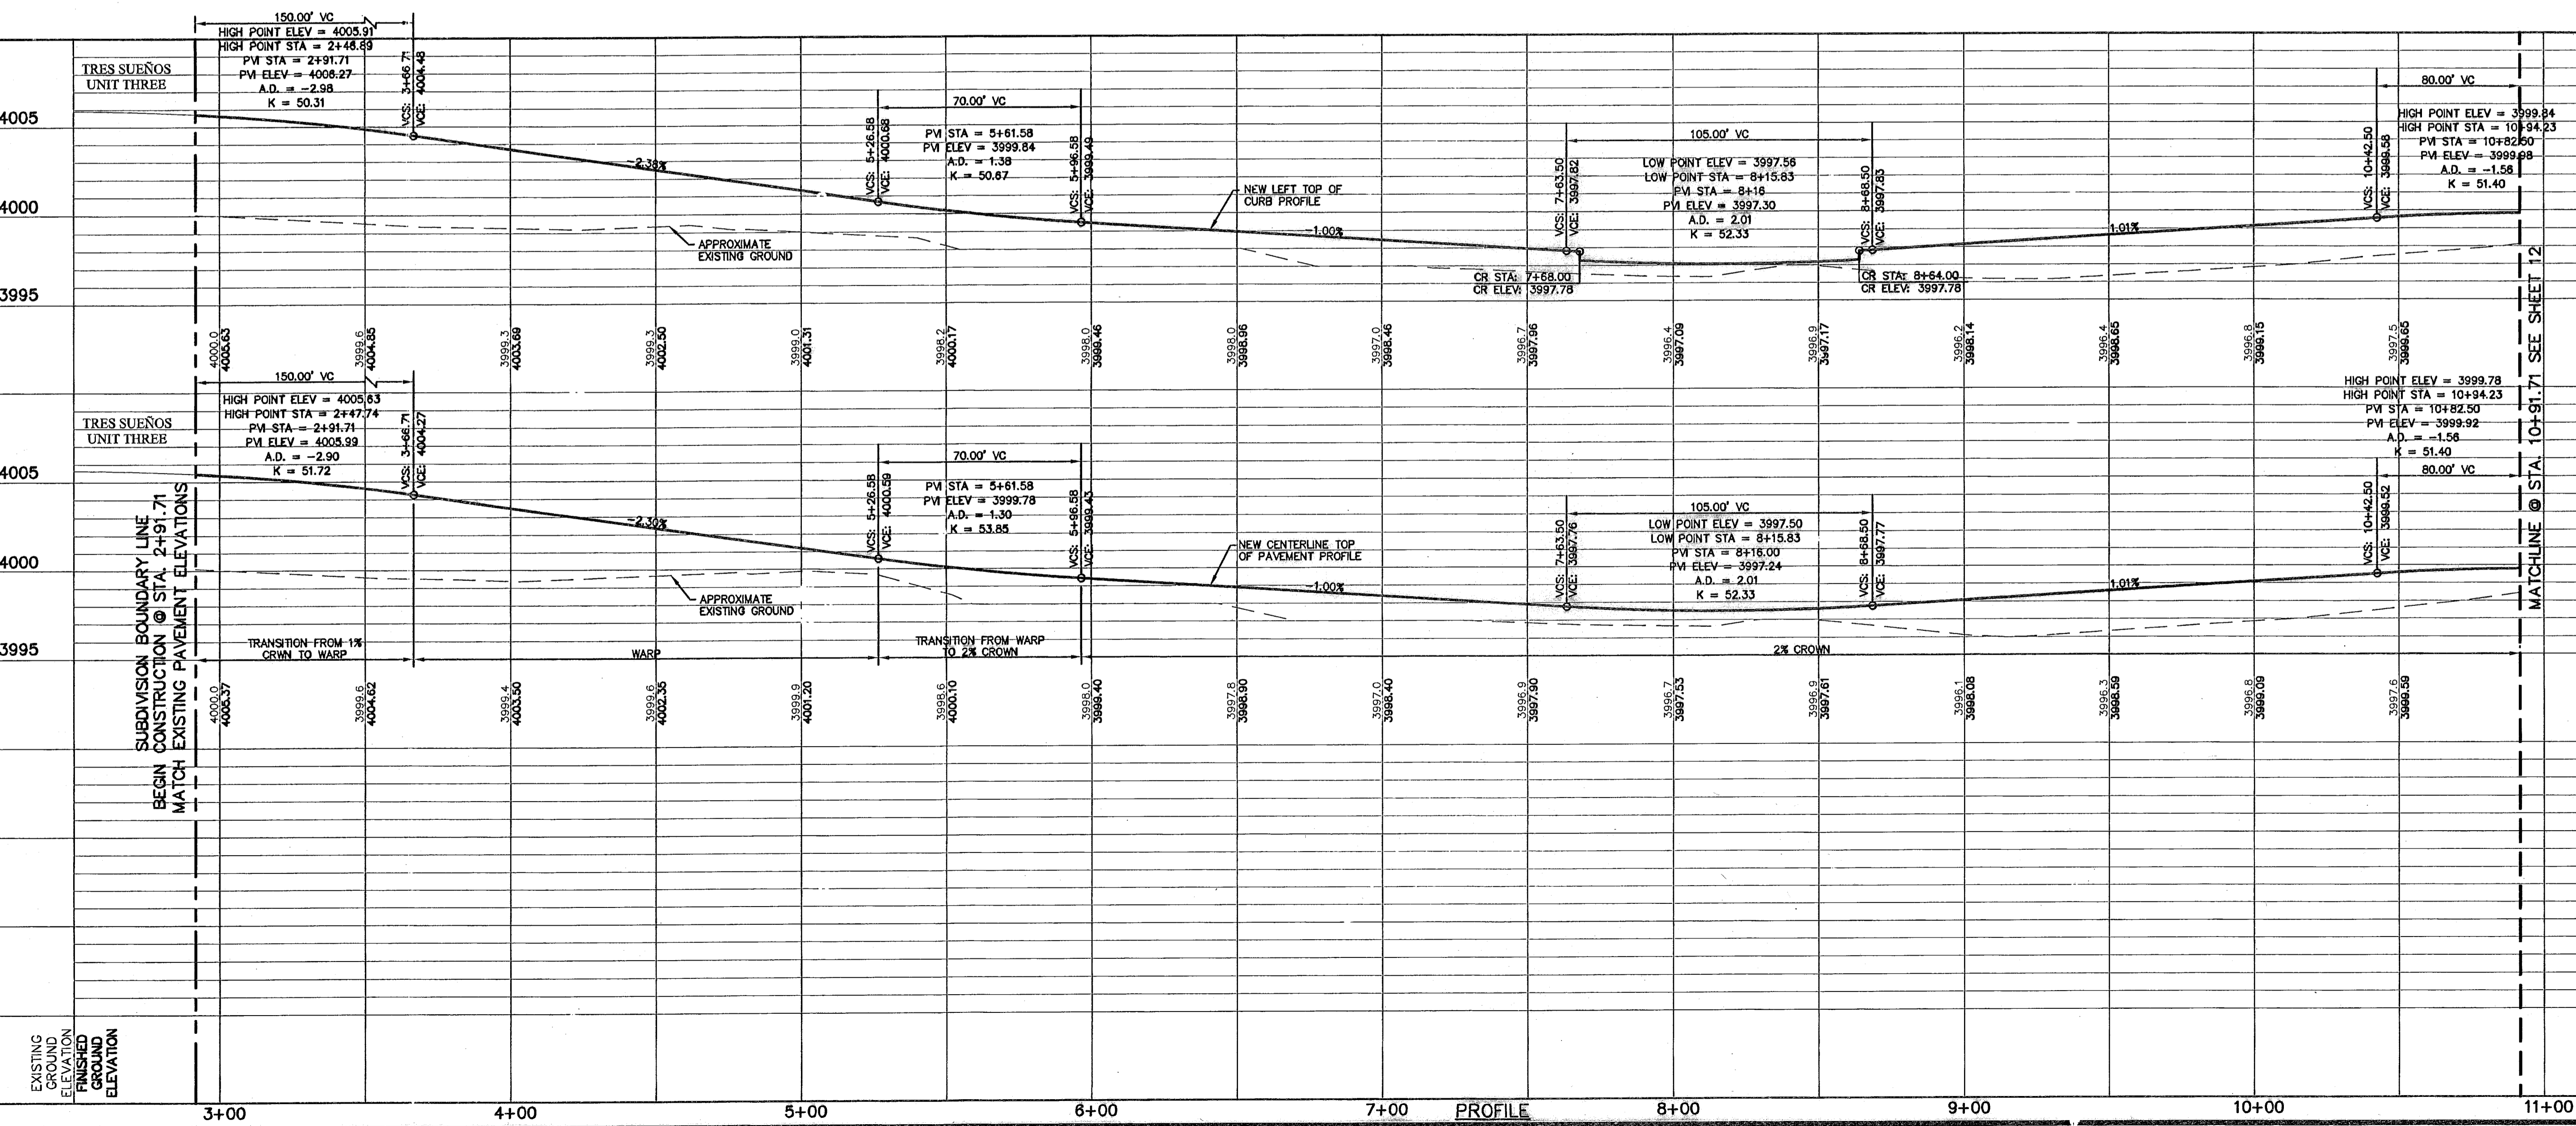 150.00' VC
HIGH POINT ELEV = 4005.91
HIGH POINT STA = 2+46.89
PVI STA = 2+91.71
PVI ELEV = 4006.27
A.D. = -2.98
K = 50.31
VCS: 3+66.71
VCE: 4004.48
TRES SUEÑOS
UNIT THREE
4005
4000
3995
-2.38%
APPROXIMATE
EXISTING GROUND
70.00' VC
VCS: 5+26.58
VCE: 4000.68
PVI STA = 5+61.58
PVI ELEV = 3999.84
A.D. = 1.38
K = 50.67
VCS: 5+96.58
VCE: 3999.49
NEW LEFT TOP OF
CURB PROFILE
-1.00%
105.00' VC
VCS: 7+63.50
VCE: 3997.82
LOW POINT ELEV = 3997.56
LOW POINT STA = 8+15.83
PVI STA = 8+16
PVI ELEV = 3997.30
A.D. = 2.01
K = 52.33
VCS: 8+68.50
VCE: 3997.83
CR STA: 7+68.00
CR ELEV: 3997.78
CR STA: 8+64.00
CR ELEV: 3997.78
1.01%
80.00' VC
VCS: 10+42.50
VCE: 3999.58
HIGH POINT ELEV = 3999.84
HIGH POINT STA = 10+94.23
PVI STA = 10+82.50
PVI ELEV = 3999.98
A.D. = -1.56
K = 51.40
4000.0
4005.63
3999.6
4004.85
3999.3
4003.69
3999.3
4002.50
3999.0
4001.31
3998.2
4000.17
3998.0
3999.46
3998.0
3998.96
3997.0
3998.46
3996.7
3997.96
3996.4
3997.09
3996.9
3997.17
3996.2
3998.14
3996.4
3998.65
3996.8
3999.15
3997.5
3999.65
150.00' VC
HIGH POINT ELEV = 4005.63
HIGH POINT STA = 2+47.74
PVI STA = 2+91.71
PVI ELEV = 4005.99
A.D. = -2.90
K = 51.72
VCS: 3+66.71
VCE: 4004.27
TRES SUEÑOS
UNIT THREE
4005
4000
3995
-2.30%
APPROXIMATE
EXISTING GROUND
70.00' VC
VCS: 5+26.58
VCE: 4000.59
PVI STA = 5+61.58
PVI ELEV = 3999.78
A.D. = 1.30
K = 53.85
VCS: 5+96.58
VCE: 3999.43
NEW CENTERLINE TOP
OF PAVEMENT PROFILE
-1.00%
105.00' VC
VCS: 7+63.50
VCE: 3997.76
LOW POINT ELEV = 3997.50
LOW POINT STA = 8+15.83
PVI STA = 8+16.00
PVI ELEV = 3997.24
A.D. = 2.01
K = 52.33
VCS: 8+68.50
VCE: 3997.77
1.01%
HIGH POINT ELEV = 3999.78
HIGH POINT STA = 10+94.23
PVI STA = 10+82.50
PVI ELEV = 3999.92
A.D. = -1.56
K = 51.40
80.00' VC
VCS: 10+42.50
VCE: 3999.52
TRANSITION FROM 1%
CRWN TO WARP
WARP
TRANSITION FROM WARP
TO 2% CROWN
2% CROWN
4000.0
4005.37
3999.6
4004.62
3999.4
4003.50
3999.6
4002.35
3999.9
4001.20
3998.6
4000.10
3998.0
3999.40
3997.8
3998.90
3997.0
3998.40
3996.9
3997.90
3996.7
3997.53
3996.9
3997.61
3996.1
3998.08
3996.3
3998.59
3996.8
3999.09
3997.6
3999.59
SUBDIVISION BOUNDARY LINE
BEGIN CONSTRUCTION @ STA. 2+91.71
MATCH EXISTING PAVEMENT ELEVATIONS
MATCHLINE @ STA. 10+91.71 SEE SHEET 12
EXISTING
GROUND
ELEVATION
FINISHED
GROUND
ELEVATION
3+00
4+00
5+00
6+00
7+00
PROFILE
8+00
9+00
10+00
11+00